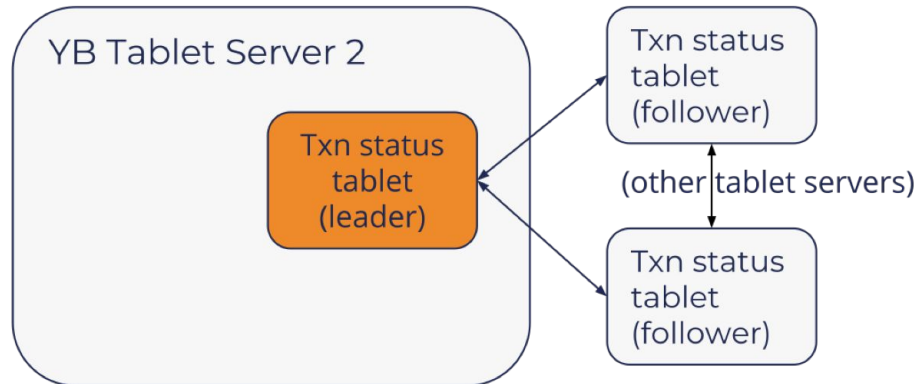 YB Tablet Server 2
Txn status
tablet
(leader)
Txn status
tablet
(follower)
(other tablet servers)
Txn status
tablet
(follower)